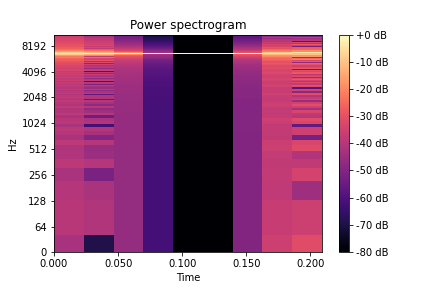 Power spectrogram
8192
4096
2048
1024
512
256
128
64
0
Hz
0.000 0.050 0.100 0.150 0.200
Time
+0 dB
-10 dB
-20 dB
-30 dB
-40 dB
-50 dB
-60 dB
-70 dB
-80 dB